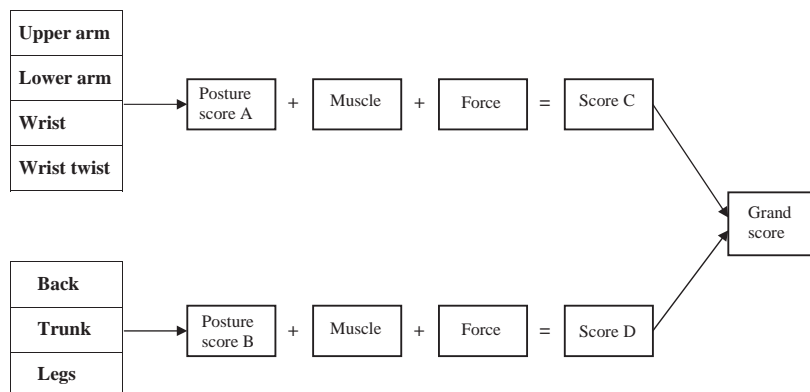 Upper arm
Lower arm
Wrist
Wrist twist
Posture
score A
+
Muscle
+
Force
=
Score C
Grand
score
Back
Trunk
Legs
Posture
score B
+
Muscle
+
Force
=
Score D